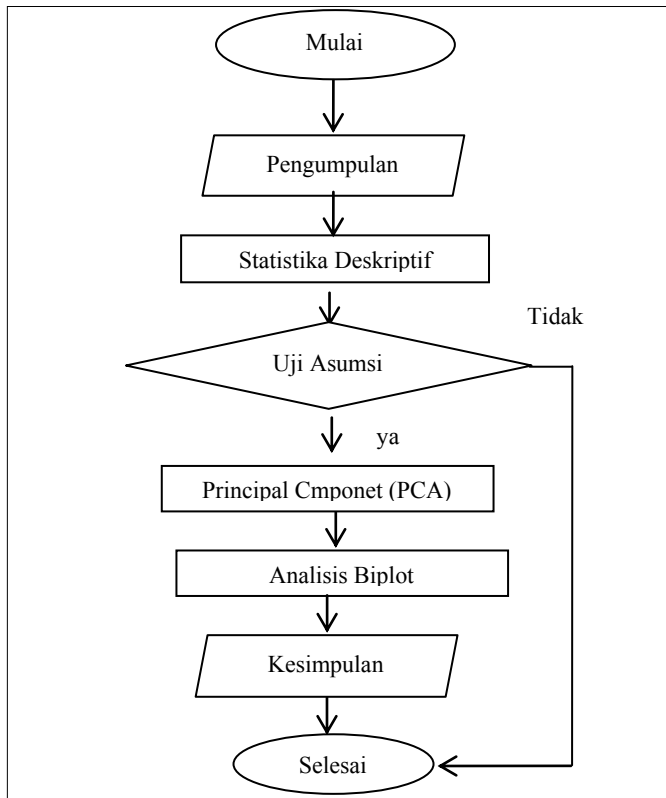 Mulai
Pengumpulan
Statistika Deskriptif
Tidak
Uji Asumsi
ya
Principal Cmponet (PCA)
Analisis Biplot
Kesimpulan
Selesai